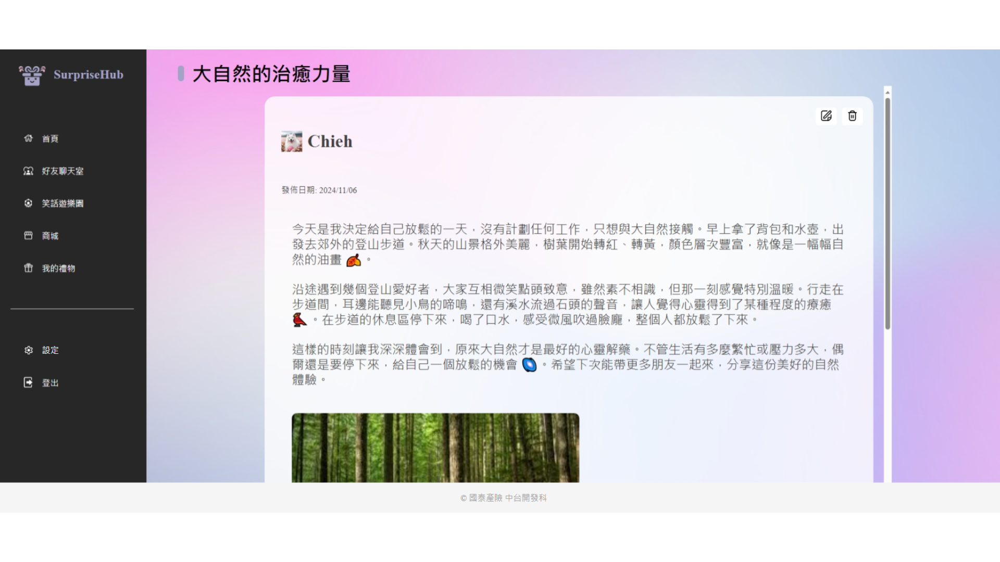 SurpriseHub
首頁
好友聊天室
笑話遊樂園
商城
我的禮物
設定
登出
大自然的治癒力量
Chieh
發佈日期: 2024/11/06
今天是我決定給自己放鬆的一天，沒有計劃任何工作，只想與大自然接觸。早上拿了背包和水壺，出
發去郊外的登山步道。秋天的山景格外美麗，樹葉開始轉紅、轉黃，顏色層次豐富，就像是一幅幅自
然的油畫🍂。
沿途遇到幾個登山愛好者，大家互相微笑點頭致意，雖然素不相識，但那一刻感覺特別溫暖。行走在
步道間，耳邊能聽見小鳥的啼鳴，還有溪水流過石頭的聲音，讓人覺得心靈得到了某種程度的療癒
。在步道的休息區停下來，喝了口水，感受微風吹過臉龐，整個人都放鬆了下來。
這樣的時刻讓我深深體會到，原來大自然才是最好的心靈解藥。不管生活有多麼繁忙或壓力多大，偶
爾還是要停下來，給自己一個放鬆的機會。希望下次能帶更多朋友一起來，分享這份美好的自然
體驗。
© 國泰產險 中台開發科